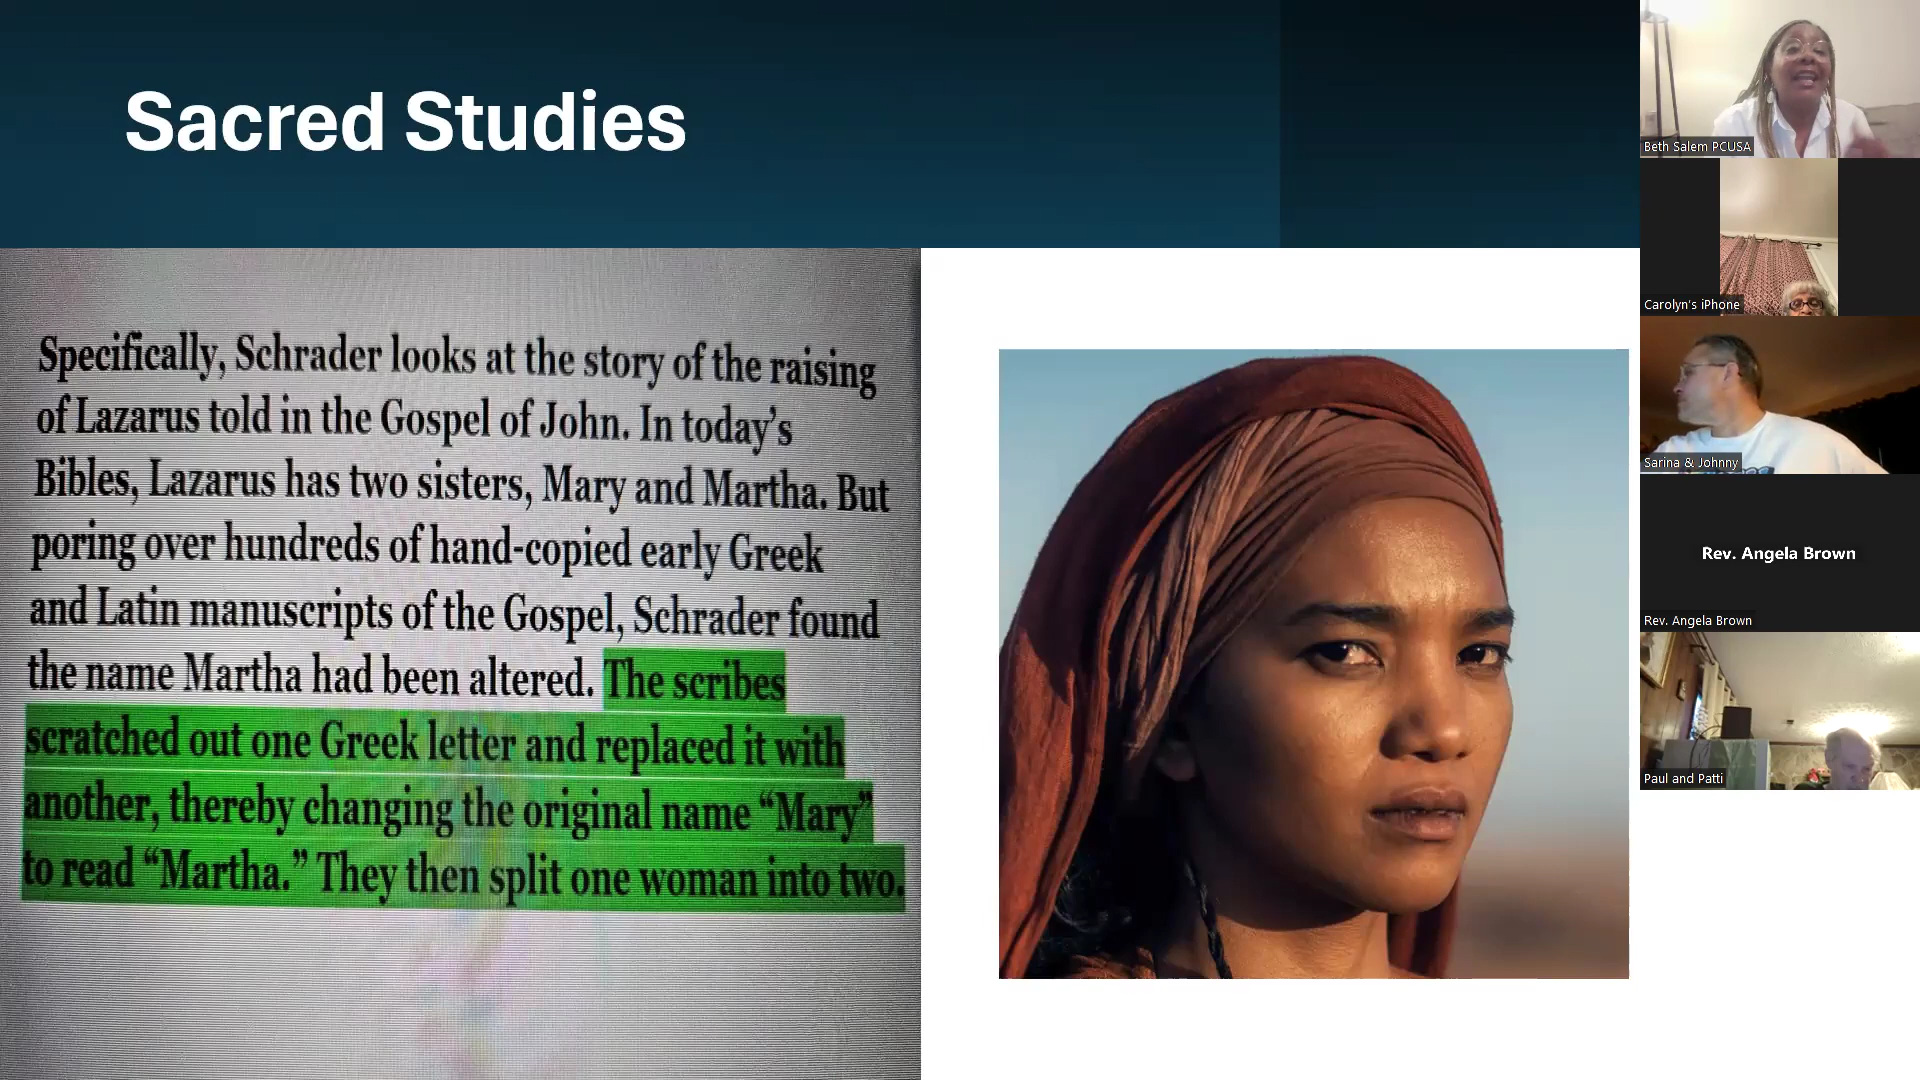 Sacred Studies
Specifically, Schrader looks at the story of the raising
of Lazarus told in the Gospel of John. In today’s
Bibles, Lazarus has two sisters, Mary and Martha. But
poring over hundreds of hand-copied early Greek
and Latin manuscripts of the Gospel, Schrader found
the name Martha had been altered. The scribes
scratched out one Greek letter and replaced it with
another, thereby changing the original name “Mary”
to read “Martha.” They then split one woman into two.
Beth Salem PCUSA
Carolyn's iPhone
Sarina & Johnny
Rev. Angela Brown
Rev. Angela Brown
Paul and Patti